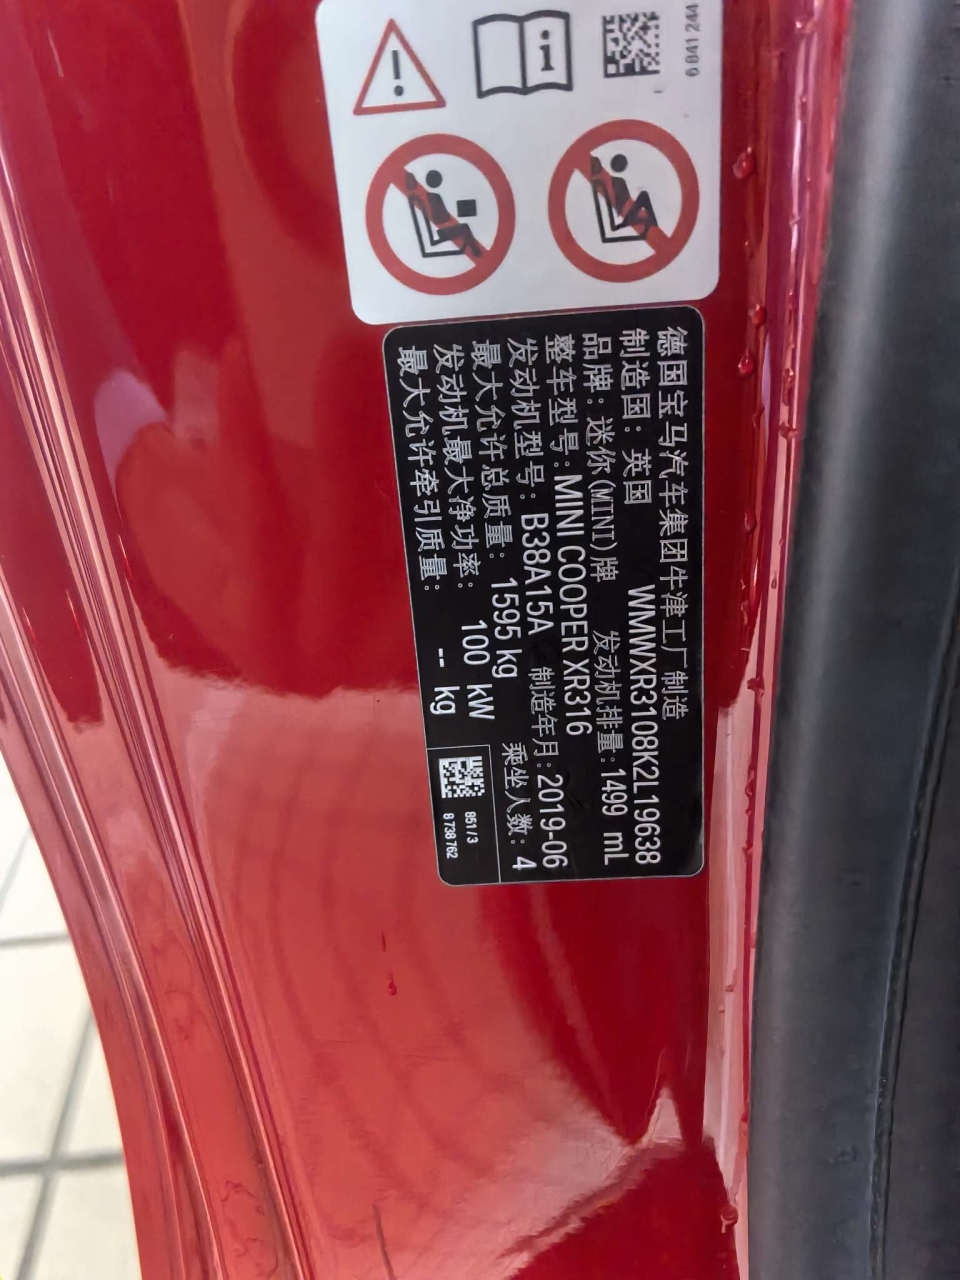 6 841 244
德国宝马汽车集团牛津工厂制造
制造国：英国 WMWXR3108K2L19638
品牌：迷你(MINI)牌 发动机排量：1499 mL
整车型号：MINI COOPER XR316
发动机型号：B38A15A 制造年月：2019-06
最大允许总质量：1595 kg 乘坐人数：4
发动机最大净功率：100 kW
最大允许牵引质量：-- kg
851/3
8 738 762